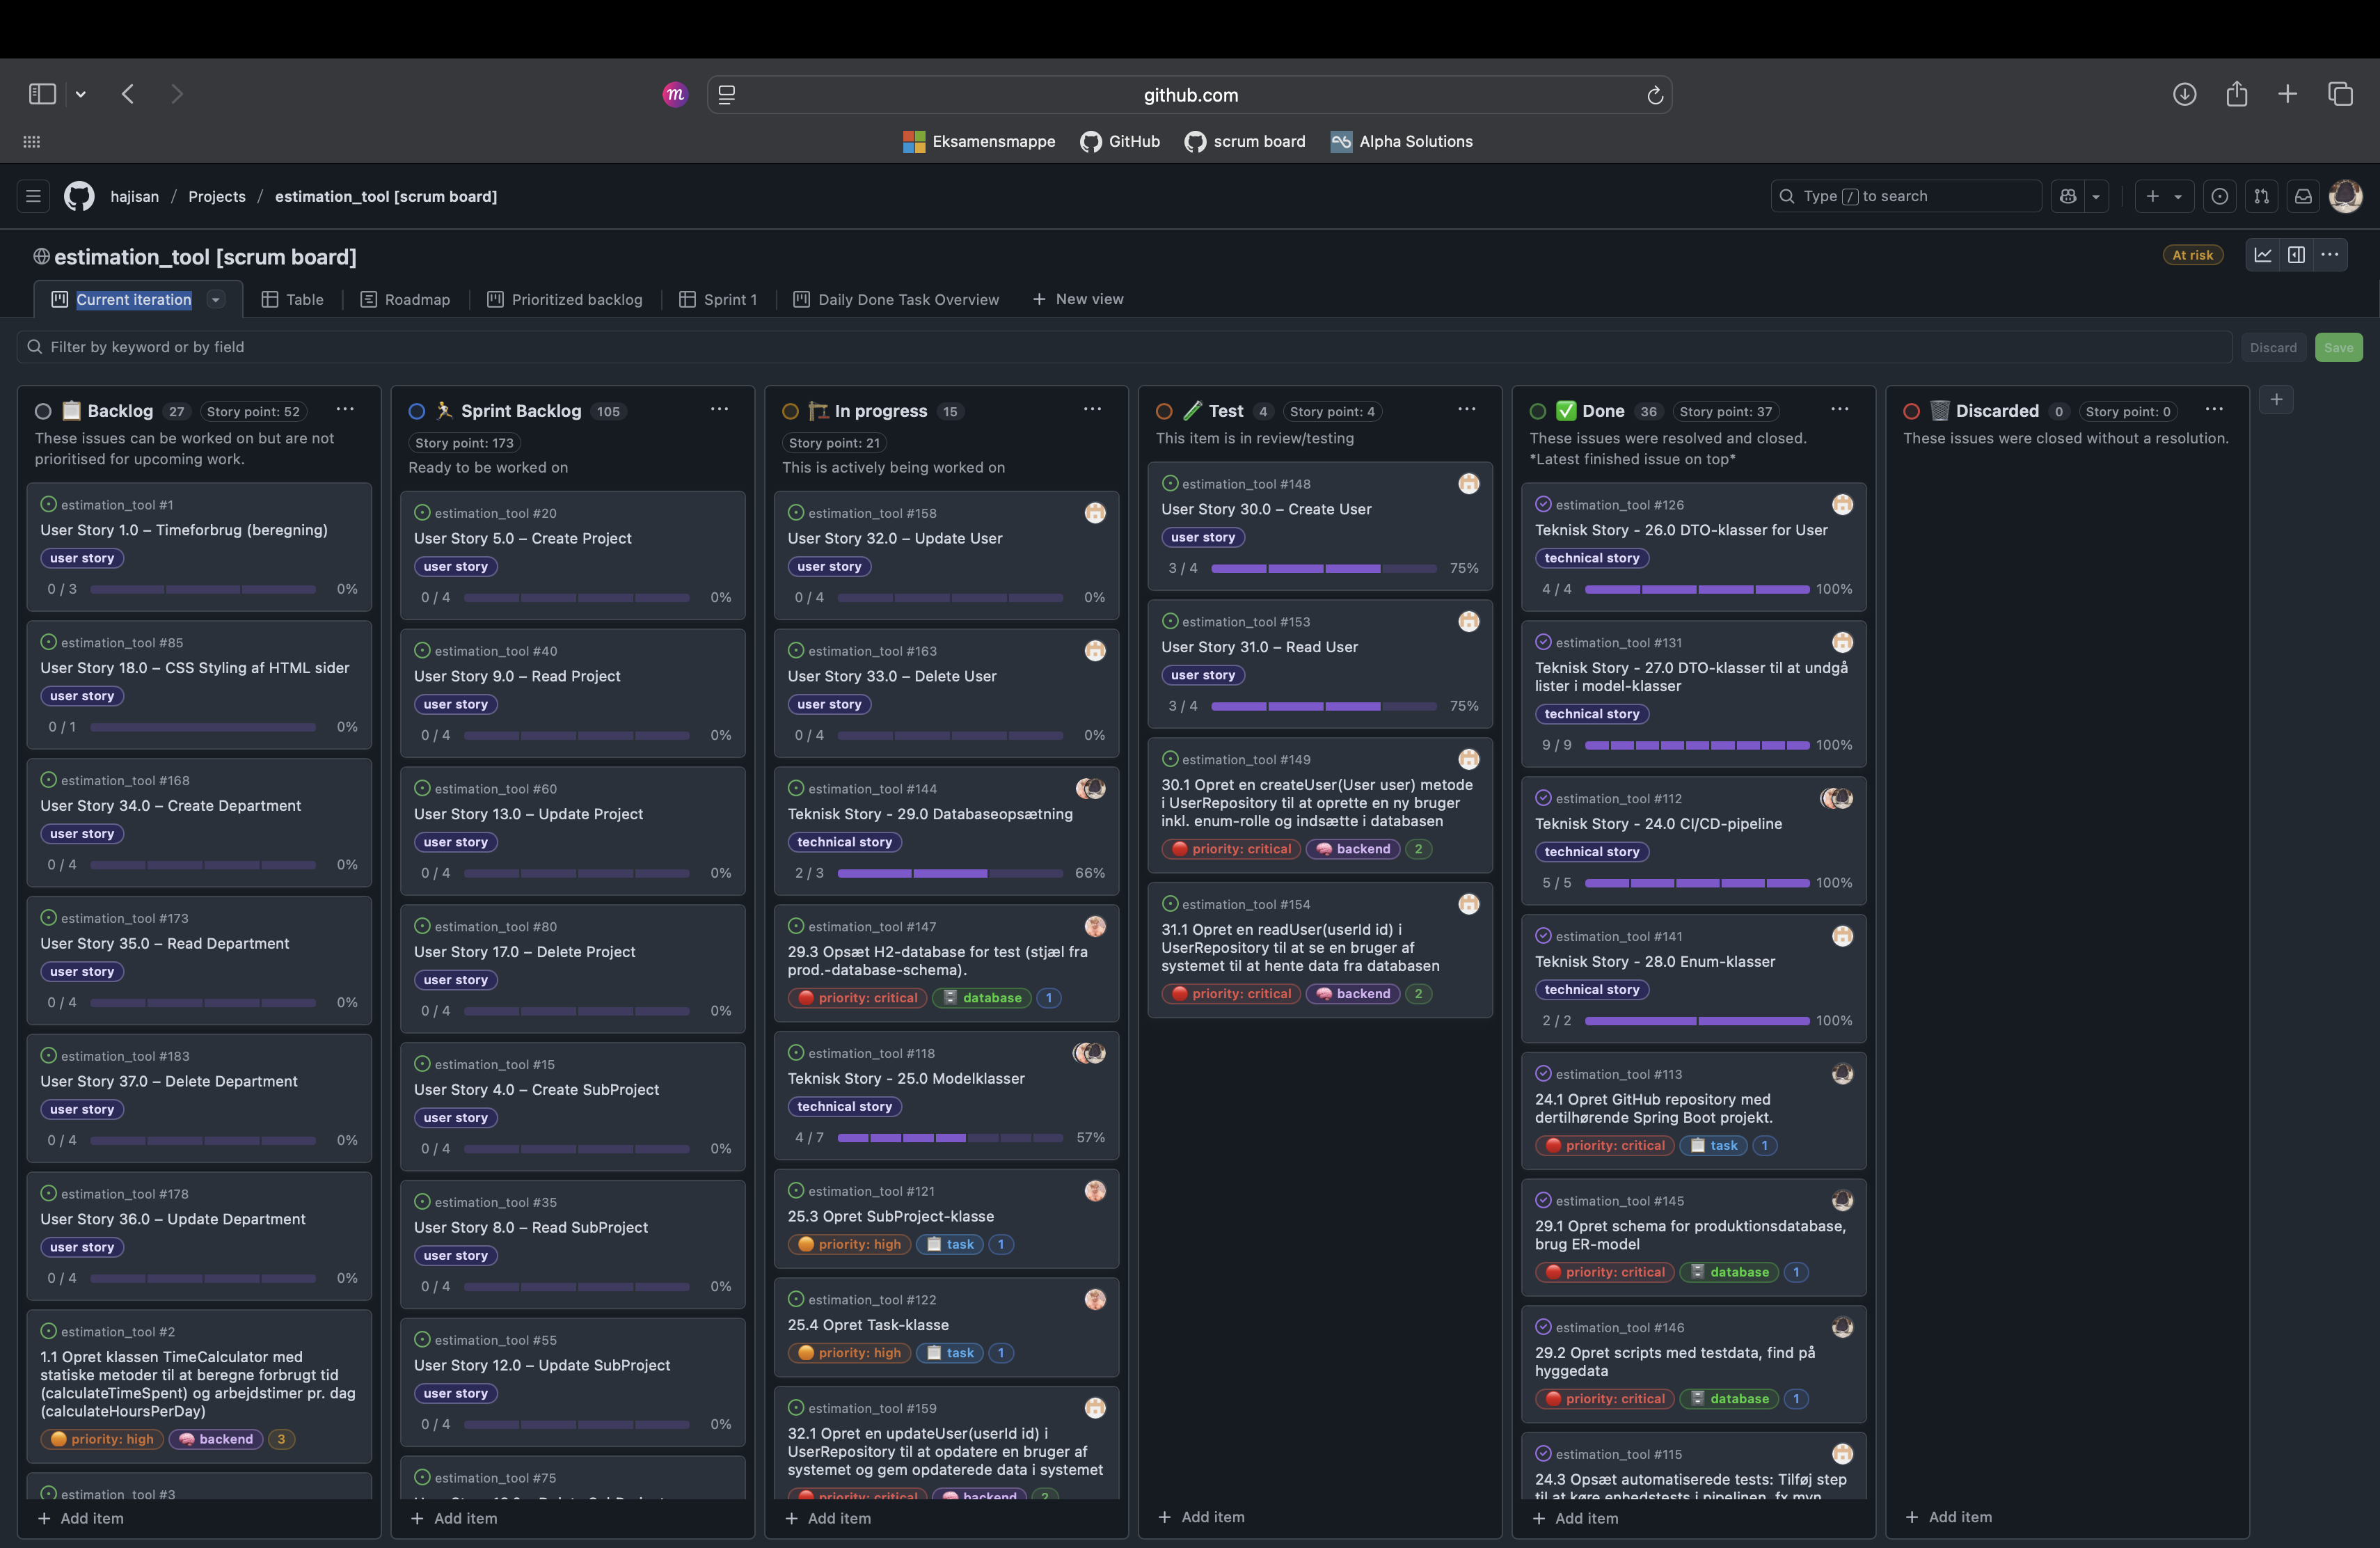 github.com
Eksamensmappe
GitHub
scrum board
Alpha Solutions
hajisan / Projects / estimation_tool [scrum board]
Type / to search
estimation_tool [scrum board]
At risk
Current iteration
Table
Roadmap
Prioritized backlog
Sprint 1
Daily Done Task Overview
New view
Filter by keyword or by field
Discard
Save
Backlog 27 Story point: 52
These issues can be worked on but are not
prioritised for upcoming work.
estimation_tool #1
User Story 1.0 – Timeforbrug (beregning)
user story
0 / 3 0%
estimation_tool #85
User Story 18.0 – CSS Styling af HTML sider
user story
0 / 1 0%
estimation_tool #168
User Story 34.0 – Create Department
user story
0 / 4 0%
estimation_tool #173
User Story 35.0 – Read Department
user story
0 / 4 0%
estimation_tool #183
User Story 37.0 – Delete Department
user story
0 / 4 0%
estimation_tool #178
User Story 36.0 – Update Department
user story
0 / 4 0%
estimation_tool #2
1.1 Opret klassen TimeCalculator med
statiske metoder til at beregne forbrugt tid
(calculateTimeSpent) og arbejdstimer pr. dag
(calculateHoursPerDay)
priority: high backend 3
estimation_tool #3
Add item
Sprint Backlog 105
Story point: 173
Ready to be worked on
estimation_tool #20
User Story 5.0 – Create Project
user story
0 / 4 0%
estimation_tool #40
User Story 9.0 – Read Project
user story
0 / 4 0%
estimation_tool #60
User Story 13.0 – Update Project
user story
0 / 4 0%
estimation_tool #80
User Story 17.0 – Delete Project
user story
0 / 4 0%
estimation_tool #15
User Story 4.0 – Create SubProject
user story
0 / 4 0%
estimation_tool #35
User Story 8.0 – Read SubProject
user story
0 / 4 0%
estimation_tool #55
User Story 12.0 – Update SubProject
user story
0 / 4 0%
estimation_tool #75
Add item
In progress 15
Story point: 21
This is actively being worked on
estimation_tool #158
User Story 32.0 – Update User
user story
0 / 4 0%
estimation_tool #163
User Story 33.0 – Delete User
user story
0 / 4 0%
estimation_tool #144
Teknisk Story - 29.0 Databaseopsætning
technical story
2 / 3 66%
estimation_tool #147
29.3 Opsæt H2-database for test (stjæl fra
prod.-database-schema).
priority: critical database 1
estimation_tool #118
Teknisk Story - 25.0 Modelklasser
technical story
4 / 7 57%
estimation_tool #121
25.3 Opret SubProject-klasse
priority: high task 1
estimation_tool #122
25.4 Opret Task-klasse
priority: high task 1
estimation_tool #159
32.1 Opret en updateUser(userId id) i
UserRepository til at opdatere en bruger af
systemet og gem opdaterede data i systemet
priority: critical backend 2
Add item
Test 4 Story point: 4
This item is in review/testing
estimation_tool #148
User Story 30.0 – Create User
user story
3 / 4 75%
estimation_tool #153
User Story 31.0 – Read User
user story
3 / 4 75%
estimation_tool #149
30.1 Opret en createUser(User user) metode
i UserRepository til at oprette en ny bruger
inkl. enum-rolle og indsætte i databasen
priority: critical backend 2
estimation_tool #154
31.1 Opret en readUser(userId id) i
UserRepository til at se en bruger af
systemet til at hente data fra databasen
priority: critical backend 2
Add item
Done 36 Story point: 37
These issues were resolved and closed.
*Latest finished issue on top*
estimation_tool #126
Teknisk Story - 26.0 DTO-klasser for User
technical story
4 / 4 100%
estimation_tool #131
Teknisk Story - 27.0 DTO-klasser til at undgå
lister i model-klasser
technical story
9 / 9 100%
estimation_tool #112
Teknisk Story - 24.0 CI/CD-pipeline
technical story
5 / 5 100%
estimation_tool #141
Teknisk Story - 28.0 Enum-klasser
technical story
2 / 2 100%
estimation_tool #113
24.1 Opret GitHub repository med
dertilhørende Spring Boot projekt.
priority: critical task 1
estimation_tool #145
29.1 Opret schema for produktionsdatabase,
brug ER-model
priority: critical database 1
estimation_tool #146
29.2 Opret scripts med testdata, find på
hyggedata
priority: critical database 1
estimation_tool #115
24.3 Opsæt automatiserede tests: Tilføj step
til at køre enhedstests i pipelinen, fx mvn
Add item
Discarded 0 Story point: 0
These issues were closed without a resolution.
Add item